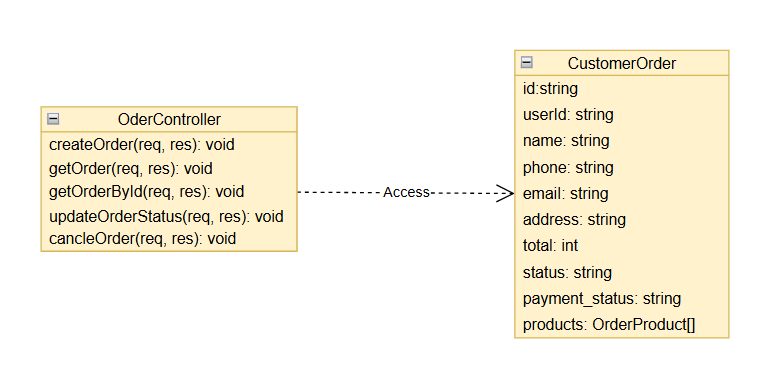 OderController
createOrder(req, res): void
getOrder(req, res): void
getOrderById(req, res): void
updateOrderStatus(req, res): void
cancleOrder(req, res): void
Access
CustomerOrder
id:string
userId: string
name: string
phone: string
email: string
address: string
total: int
status: string
payment_status: string
products: OrderProduct[]